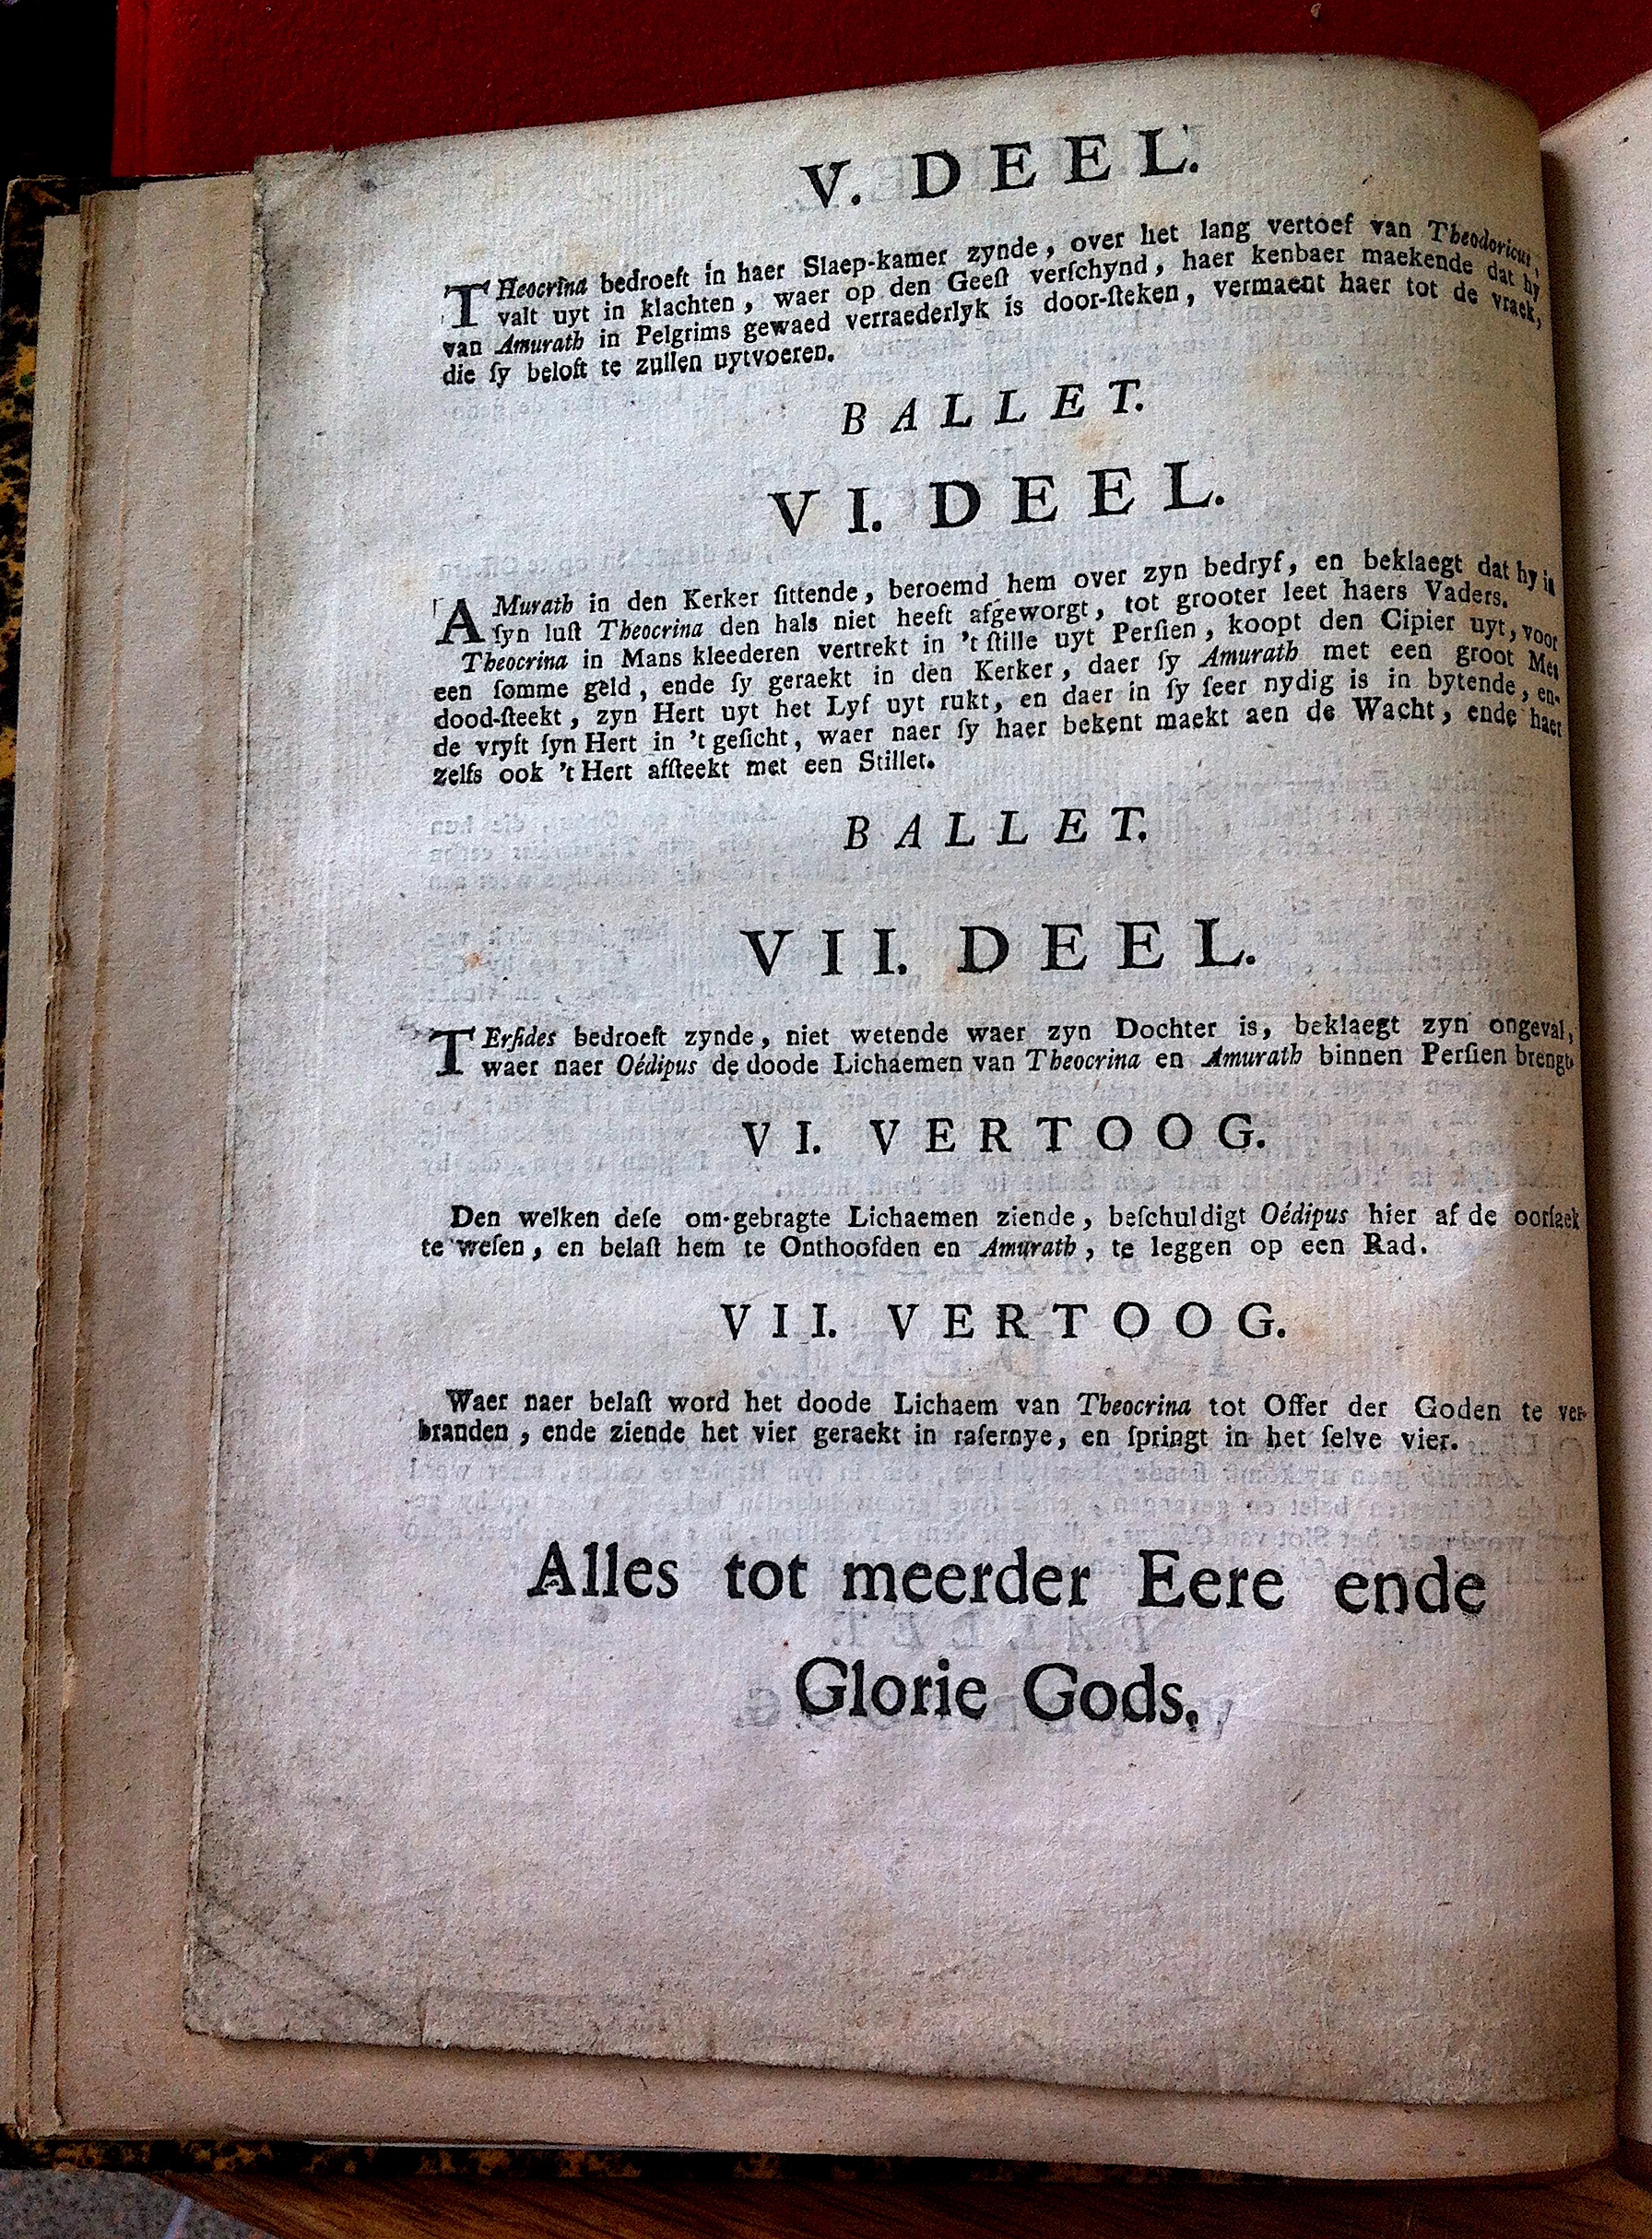 V. DEEL.
THeocrina bedroeft in haer Slaep-kamer zynde, over het lang vertoef van Theodoricus,
valt uyt in klachten, waer op den Geeſt verſchynd, haer kenbaer maekende dat hy
van Amurath in Pelgrims gewaed verraederlyk is door-ſteken, vermaent haer tot de vraek,
die ſy beloft te zullen uytvoeren.
BALLET.
VI. DEEL.
AMurath in den Kerker ſittende, beroemd hem over zyn bedryf, en beklaegt dat hy in
ſyn luſt Theocrina den hals niet heeft afgeworgt, tot grooter leet haers Vaders.
Theocrina in Mans kleederen vertrekt in 't ſtille uyt Perſien, koopt den Cipier uyt, voor
een ſomme geld, ende ſy geraekt in den Kerker, daer ſy Amurath met een groot Mes
dood-ſteekt, zyn Hert uyt het Lyf uyt rukt, en daer in ſy ſeer nydig is in bytende, en-
de vryft ſyn Hert in 't geſicht, waer naer ſy haer bekent maekt aen de Wacht, ende haer
zelfs ook 't Hert afſteekt met een Stillet.
BALLET.
VII. DEEL.
TErſides bedroeft zynde, niet wetende waer zyn Dochter is, beklaegt zyn ongeval,
waer naer Oédipus de doode Lichaemen van Theocrina en Amurath binnen Perſien brengt.
VI. VERTOOG.
Den welken deſe om-gebragte Lichaemen ziende, beſchuldigt Oédipus hier af de oorſaek
te weſen, en belaſt hem te Onthoofden en Amurath, te leggen op een Rad.
VII. VERTOOG.
Waer naer belaſt word het doode Lichaem van Theocrina tot Offer der Goden te ver-
branden, ende ziende het vier geraekt in raſernye, en ſpringt in het ſelve vier.
Alles tot meerder Eere ende
Glorie Gods.